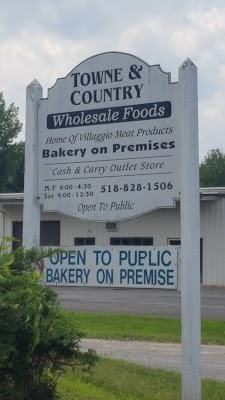 TOWNE &
COUNTRY
Wholesale Foods
Home Of Villaggio Meat Products
Bakery on Premises
Cash & Carry Outlet Store
M-F 9:00-4:30
Sat 9:00-12:30
518-828-1506
Open To Public
OPEN TO PUBLIC
BAKERY ON PREMISE